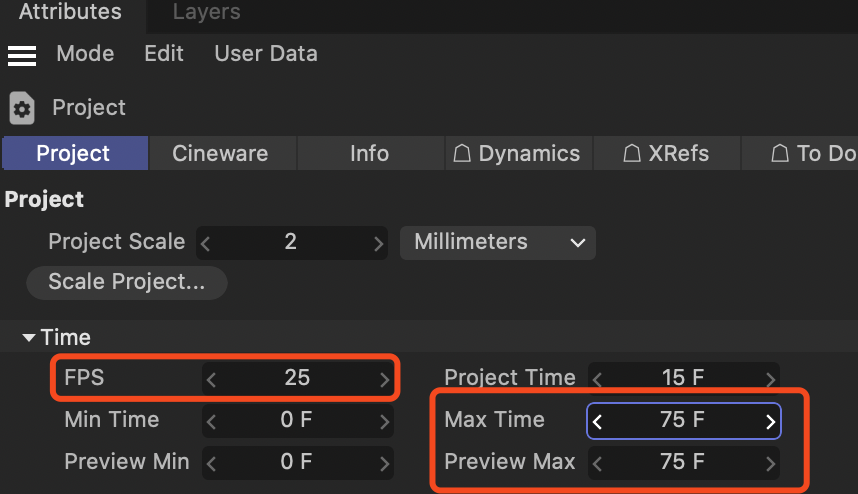 Attributes Layers
Mode Edit User Data
Project
Project Cineware Info Dynamics XRefs To Do
Project
Project Scale 2 Millimeters
Scale Project...
Time
FPS 25 Project Time 15 F
Min Time 0 F Max Time 75 F
Preview Min 0 F Preview Max 75 F